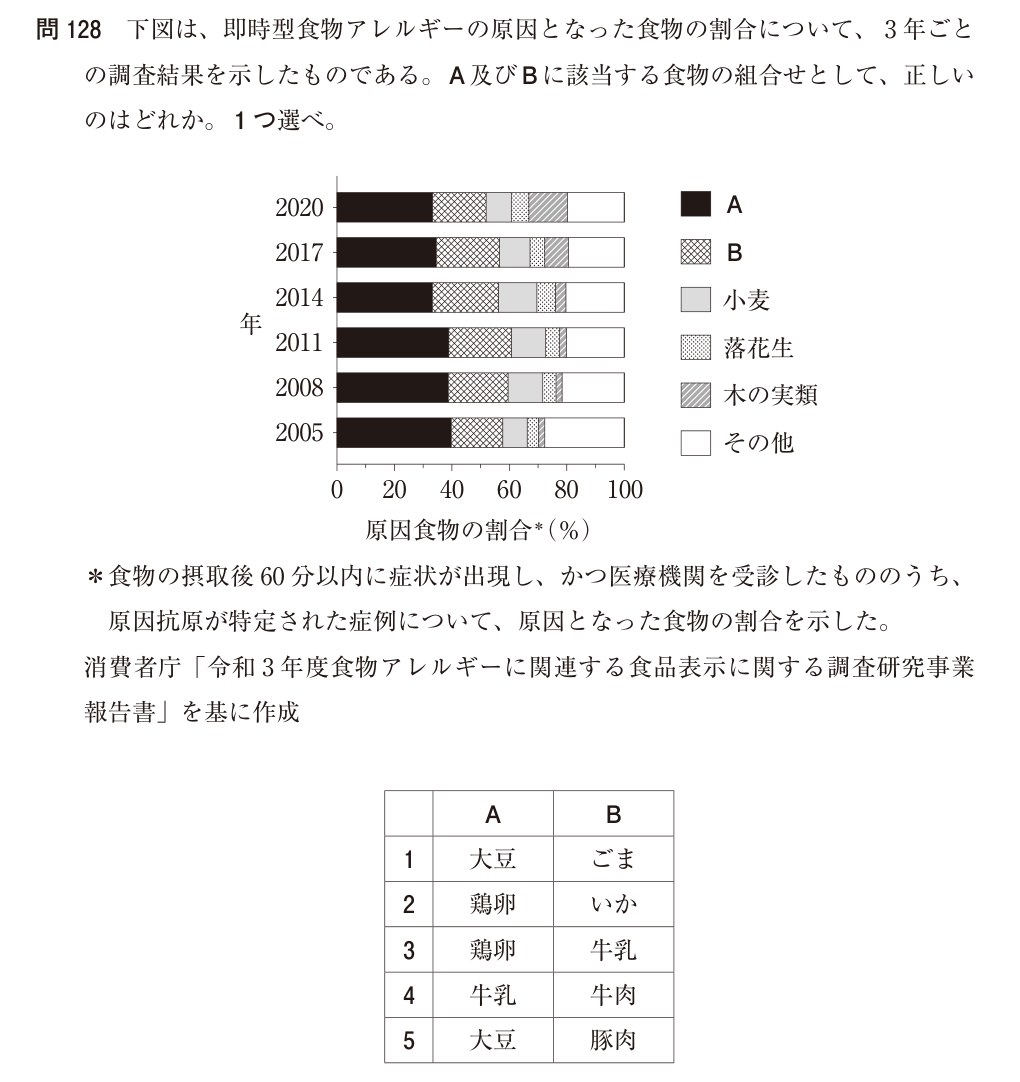 問 128　下図は、即時型食物アレルギーの原因となった食物の割合について、3年ごと
の調査結果を示したものである。A及びBに該当する食物の組合せとして、正しい
のはどれか。1つ選べ。
2020
2017
2014
年
2011
2008
2005
0 20 40 60 80 100
原因食物の割合*(%)
A
B
小麦
落花生
木の実類
その他
*食物の摂取後60分以内に症状が出現し、かつ医療機関を受診したもののうち、
原因抗原が特定された症例について、原因となった食物の割合を示した。
消費者庁「令和3年度食物アレルギーに関連する食品表示に関する調査研究事業
報告書」を基に作成
A B
1 大豆 ごま
2 鶏卵 いか
3 鶏卵 牛乳
4 牛乳 牛肉
5 大豆 豚肉